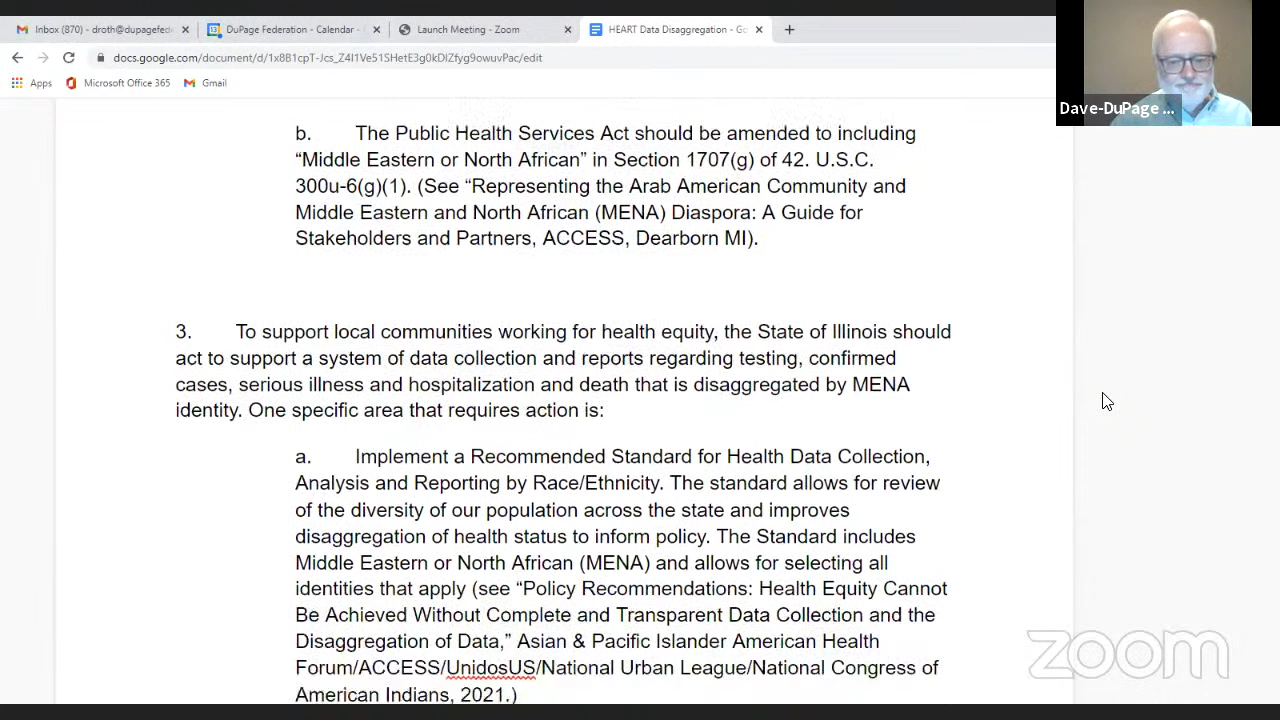 Inbox (870) - droth@dupagefede
DuPage Federation - Calendar -
Launch Meeting - Zoom
HEART Data Disaggregation - Go
docs.google.com/document/d/1x8B1cpT-Jcs_Z4I1Ve51SHetE3g0kDIZfyg9owuvPac/edit
Apps
Microsoft Office 365
Gmail
Dave-DuPage ...
b. The Public Health Services Act should be amended to including
“Middle Eastern or North African” in Section 1707(g) of 42. U.S.C.
300u-6(g)(1). (See “Representing the Arab American Community and
Middle Eastern and North African (MENA) Diaspora: A Guide for
Stakeholders and Partners, ACCESS, Dearborn MI).
3. To support local communities working for health equity, the State of Illinois should
act to support a system of data collection and reports regarding testing, confirmed
cases, serious illness and hospitalization and death that is disaggregated by MENA
identity. One specific area that requires action is:
a. Implement a Recommended Standard for Health Data Collection,
Analysis and Reporting by Race/Ethnicity. The standard allows for review
of the diversity of our population across the state and improves
disaggregation of health status to inform policy. The Standard includes
Middle Eastern or North African (MENA) and allows for selecting all
identities that apply (see “Policy Recommendations: Health Equity Cannot
Be Achieved Without Complete and Transparent Data Collection and the
Disaggregation of Data,” Asian & Pacific Islander American Health
Forum/ACCESS/UnidosUS/National Urban League/National Congress of
American Indians, 2021.)
zoom